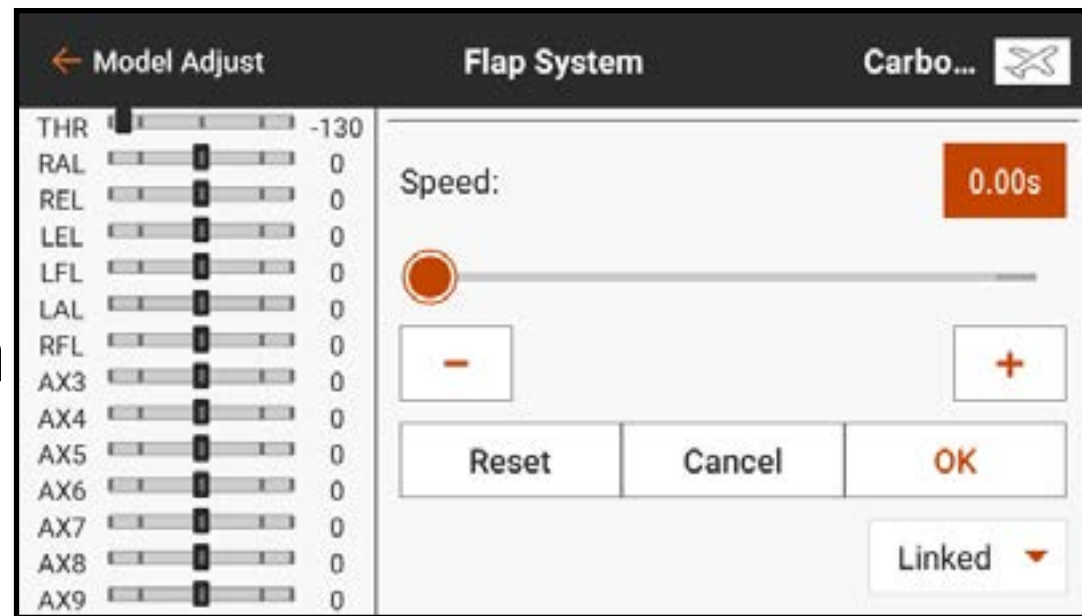 Model Adjust Flap System Carbo...
THR -130
RAL 0
REL 0
LEL 0
LFL 0
LAL 0
RFL 0
AX3 0
AX4 0
AX5 0
AX6 0
AX7 0
AX8 0
AX9 0
Speed: 0.00s
− +
Reset Cancel OK
Linked